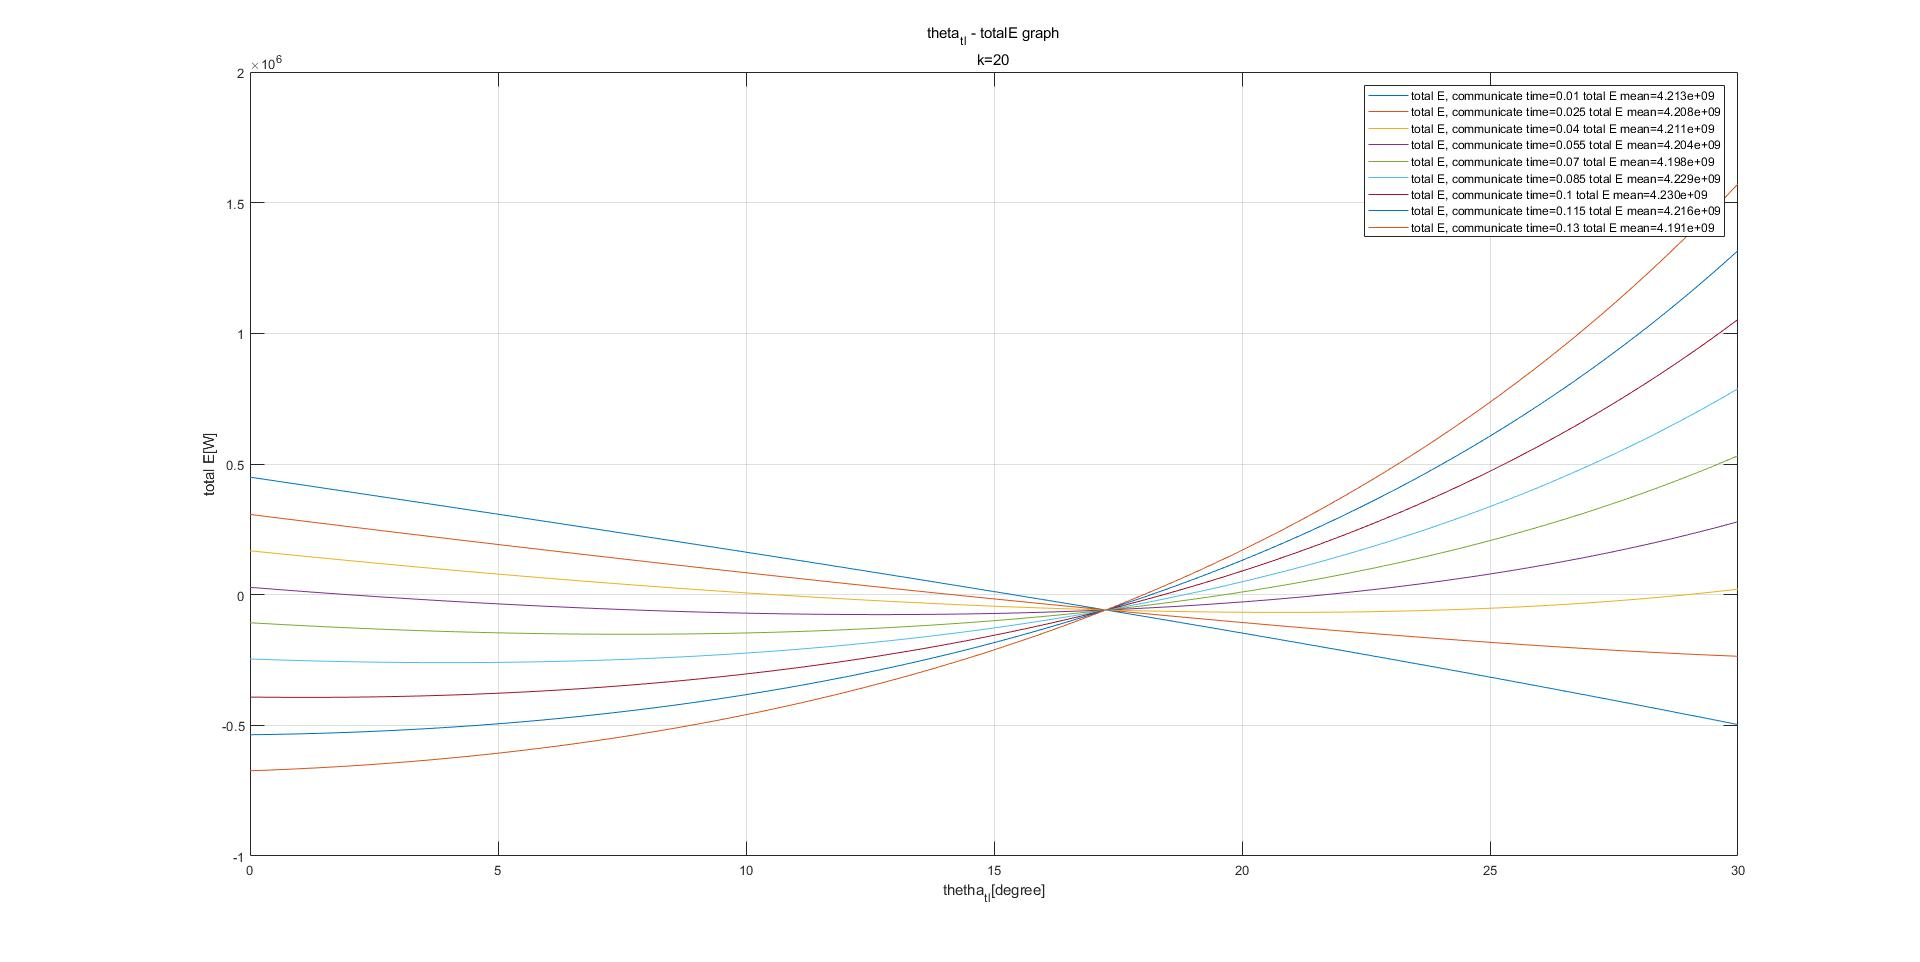 theta_tl - totalE graph
k=20
×10^6
total E, communicate time=0.01 total E mean=4.213e+09
total E, communicate time=0.025 total E mean=4.208e+09
total E, communicate time=0.04 total E mean=4.211e+09
total E, communicate time=0.055 total E mean=4.204e+09
total E, communicate time=0.07 total E mean=4.198e+09
total E, communicate time=0.085 total E mean=4.229e+09
total E, communicate time=0.1 total E mean=4.230e+09
total E, communicate time=0.115 total E mean=4.216e+09
total E, communicate time=0.13 total E mean=4.191e+09
2
1.5
1
0.5
0
-0.5
-1
total E[W]
0 5 10 15 20 25 30
thetha_tl[degree]